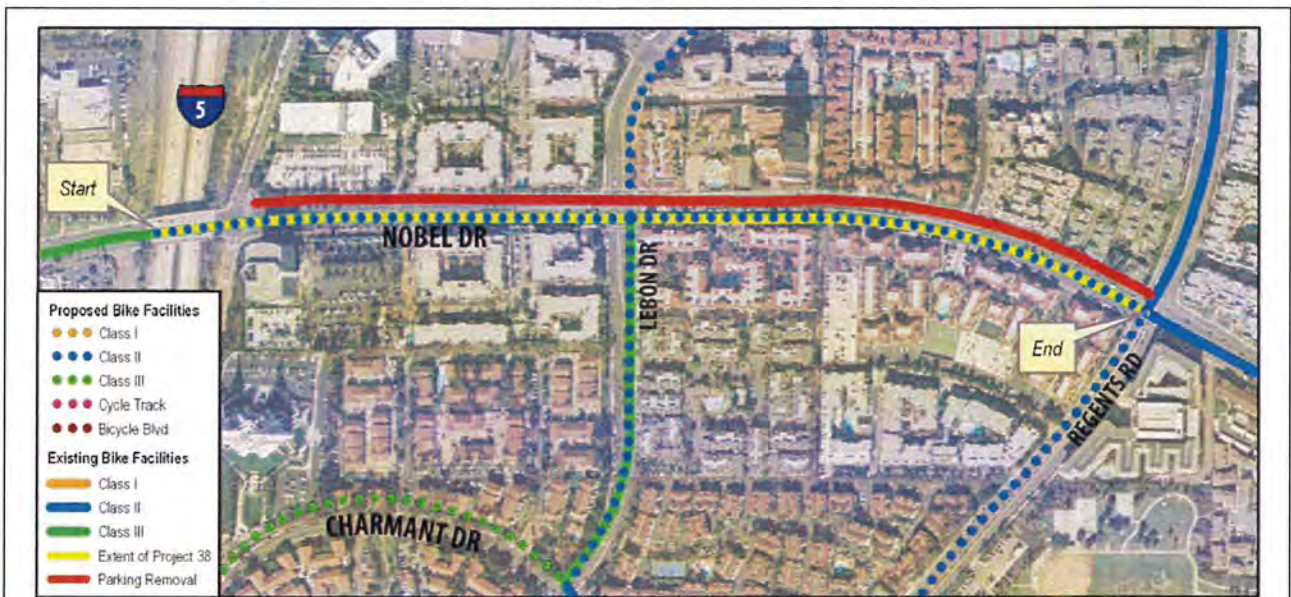 5
Start
NOBEL DR
LEBON DR
End
REGENTS RD
CHARMANT DR
Proposed Bike Facilities
Class I
Class II
Class III
Cycle Track
Bicycle Blvd
Existing Bike Facilities
Class I
Class II
Class III
Extent of Project 38
Parking Removal